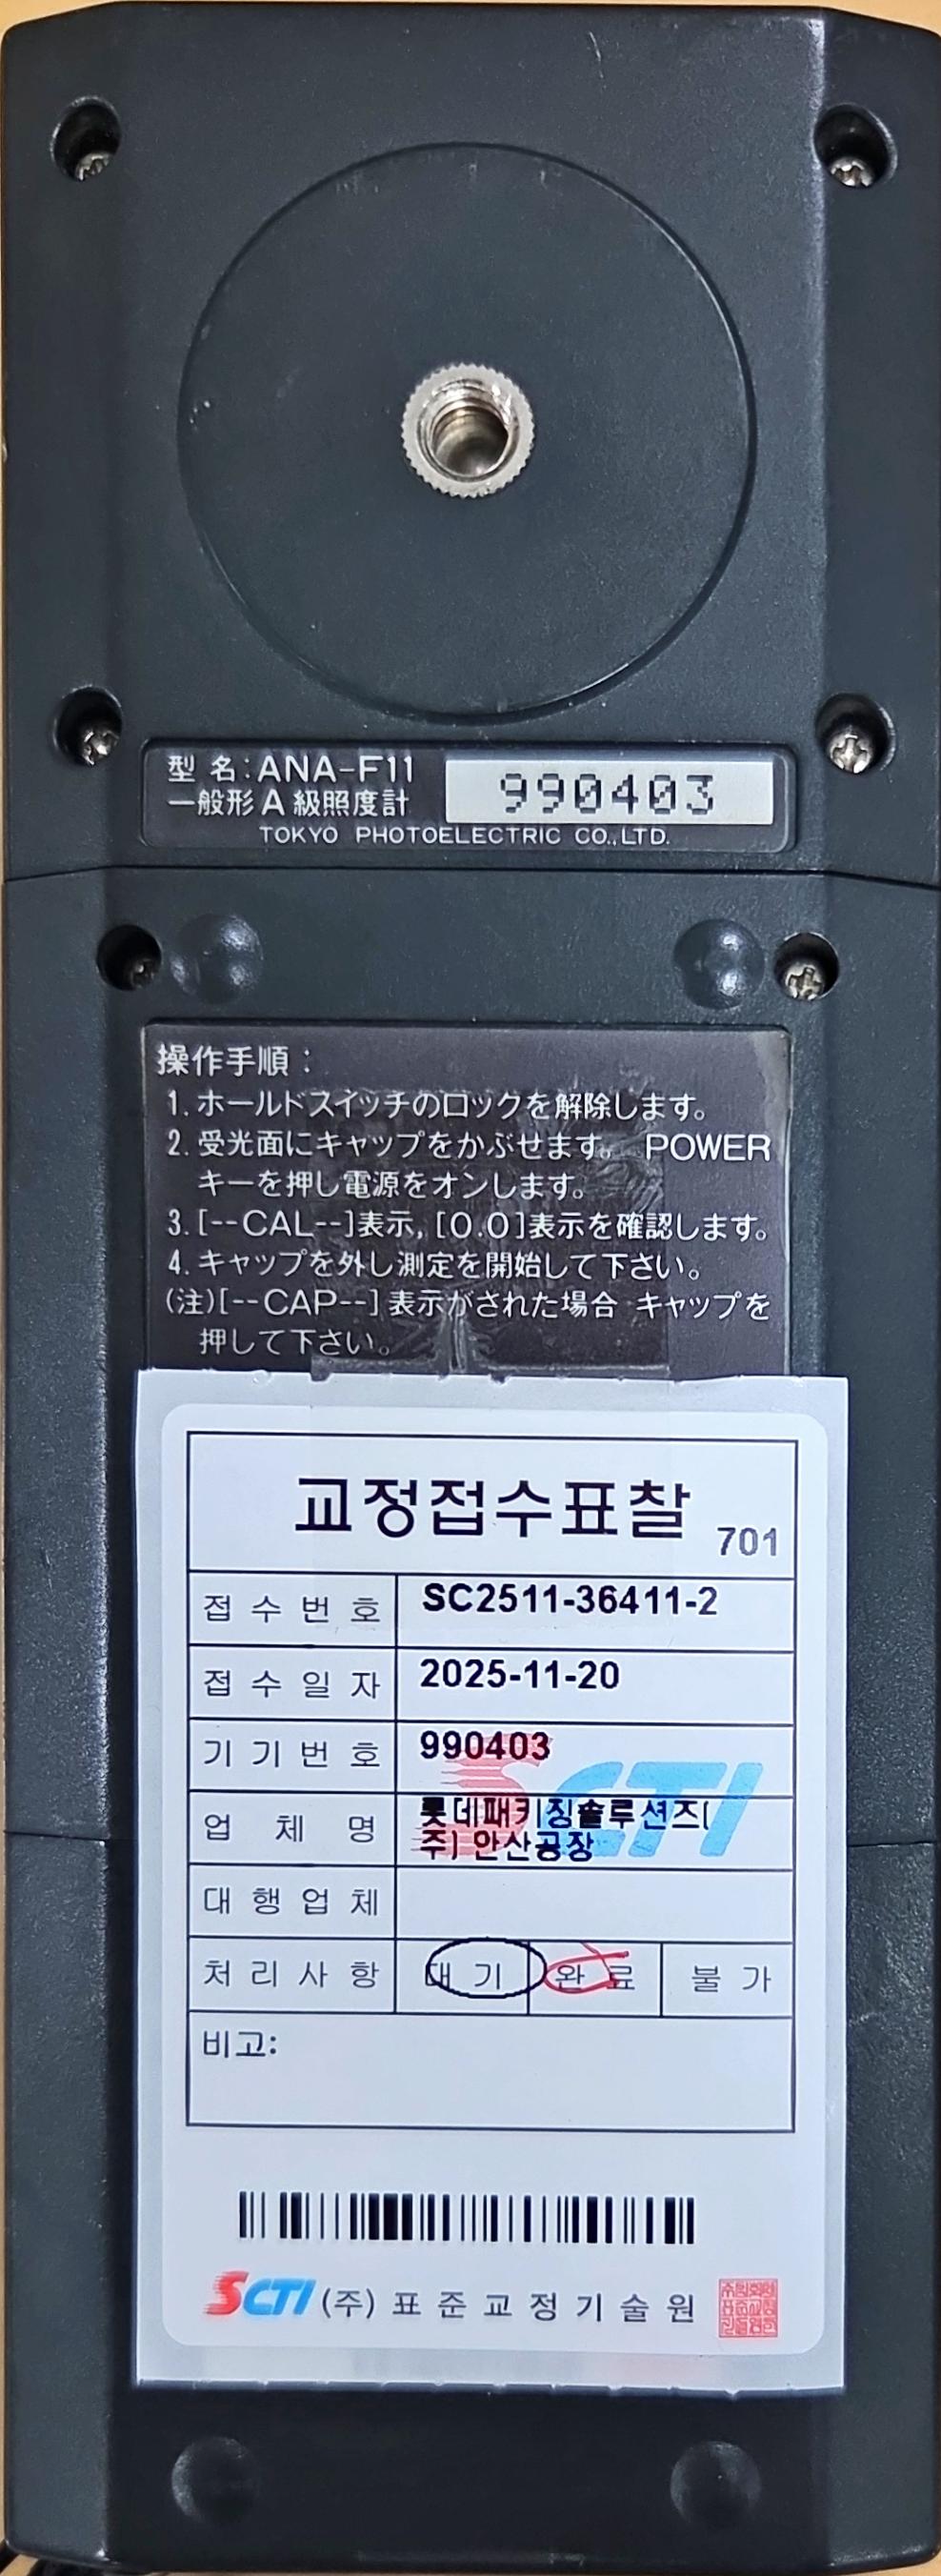 型名:ANA-F11
一般形A級照度計
990403
TOKYO PHOTOELECTRIC CO.,LTD.
操作手順:
1.ホールドスイッチのロックを解除します。
2.受光面にキャップをかぶせます。 POWER
キーを押し電源をオンします。
3.[--CAL--]表示,[0.0]表示を確認します。
4.キャップを外し測定を開始して下さい。
(注)[--CAP--]表示がされた場合 キャップを
押して下さい。
교정접수표찰 701
접수번호 SC2511-36411-2
접수일자 2025-11-20
기기번호 990403
SCTI
업체명 롯데패키징솔루션즈(
주) 안산공장
대행업체
처리사항 대기 완료 불가
비고:
SCTI (주)표준교정기술원